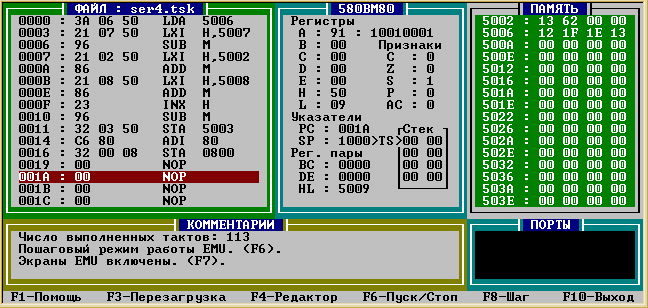 ФАЙЛ : ser4.tsk
0000 : 3A 06 50 LDA 5006
0003 : 21 07 50 LXI H,5007
0006 : 96 SUB M
0007 : 21 02 50 LXI H,5002
000A : 86 ADD M
000B : 21 08 50 LXI H,5008
000E : 86 ADD M
000F : 23 INX H
0010 : 96 SUB M
0011 : 32 03 50 STA 5003
0014 : C6 80 ADI 80
0016 : 32 00 08 STA 0800
0019 : 00 NOP
001A : 00 NOP
001B : 00 NOP
001C : 00 NOP
580ВМ80
Регистры
A : 91 : 10010001
B : 00 Признаки
C : 00 C : 0
D : 00 Z : 0
E : 00 S : 1
H : 50 P : 0
L : 09 AC : 0
Указатели
PC : 001A Стек
SP : 1000>TS>00 00
Рег. пары 00 00
BC : 0000 00 00
DE : 0000 00 00
HL : 5009
ПАМЯТЬ
5002 : 13 62 00 00
5006 : 12 1F 1E 13
500A : 00 00 00 00
500E : 00 00 00 00
5012 : 00 00 00 00
5016 : 00 00 00 00
501A : 00 00 00 00
501E : 00 00 00 00
5022 : 00 00 00 00
5026 : 00 00 00 00
502A : 00 00 00 00
502E : 00 00 00 00
5032 : 00 00 00 00
5036 : 00 00 00 00
503A : 00 00 00 00
503E : 00 00 00 00
КОММЕНТАРИИ
Число выполненных тактов: 113
Пошаговый режим работы EMU. (F6).
Экраны EMU включены. (F7).
ПОРТЫ
F1-Помощь F3-Перезагрузка F4-Редактор F6-Пуск/Стоп F8-Шаг F10-Выход